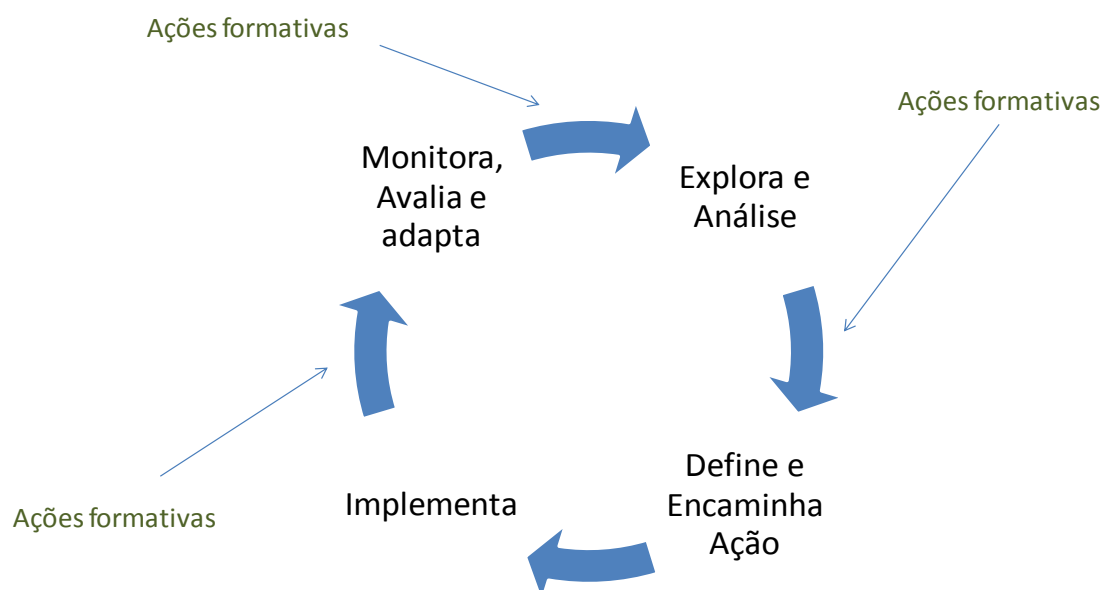 Ações formativas
Ações formativas
Monitora,
Avalia e
adapta
Explora e
Análise
Define e
Encaminha
Ação
Implementa
Ações formativas